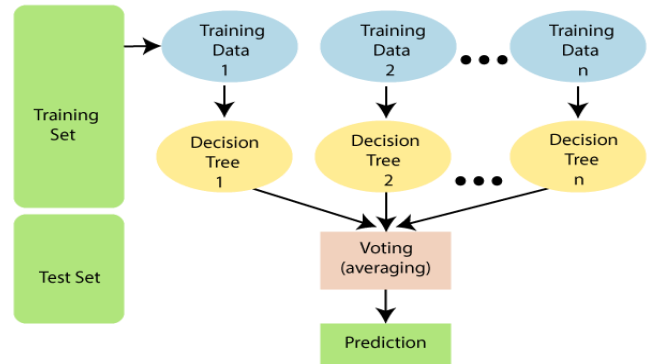 Training
Set
Test Set
Training
Data
1
Training
Data
2
Training
Data
n
Decision
Tree
1
Decision
Tree
2
Decision
Tree
n
Voting
(averaging)
Prediction